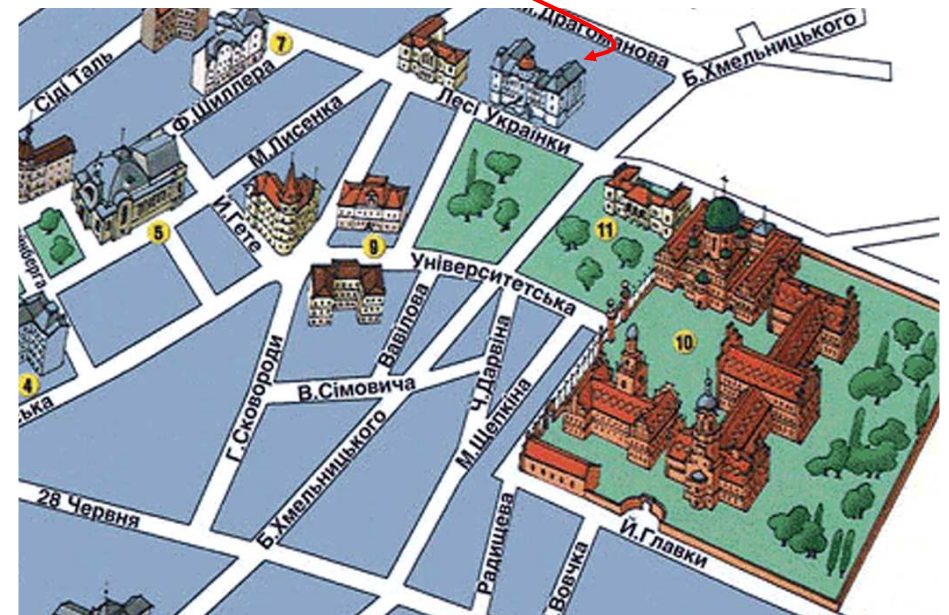 М.Драгоманова
Б.Хмельницького
7
Сіді Таль
Ф.Шиллера
Лесі Українки
М.Лисенка
Й.Гете
5
11
9
Університетська
Вавілова
Ч.Дарвіна
10
4
В.Сімовича
Г.Сковороди
М.Щепкіна
Б.Хмельницького
28 Червня
Радищева
Вовчка
Й.Главки